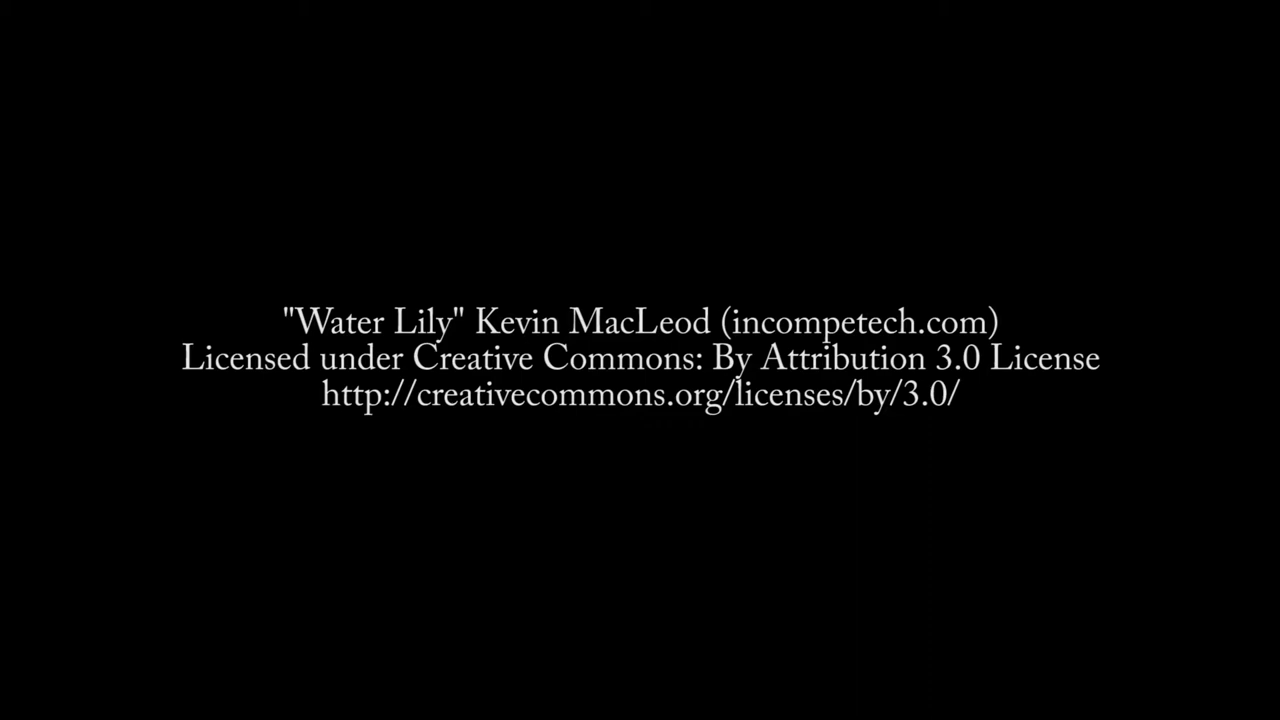 "Water Lily" Kevin MacLeod (incompetech.com)
Licensed under Creative Commons: By Attribution 3.0 License
http://creativecommons.org/licenses/by/3.0/